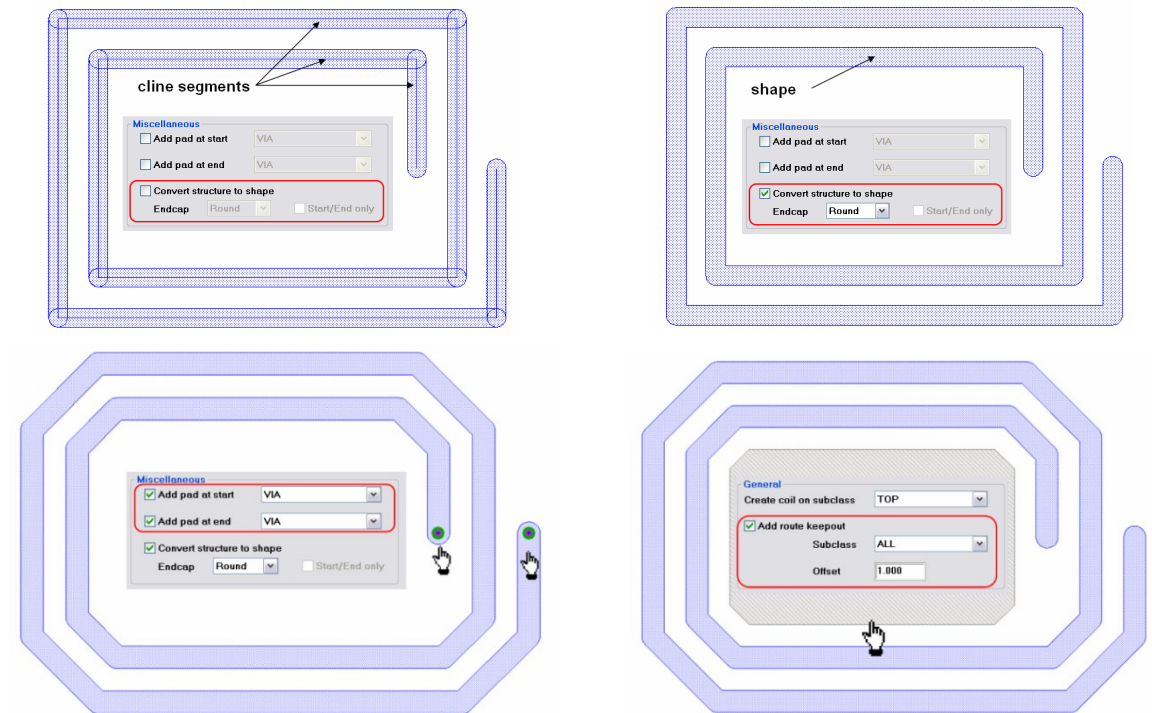 cline segments
Miscellaneous
Add pad at start VIA
Add pad at end VIA
Convert structure to shape
Endcap Round Start/End only
shape
Miscellaneous
Add pad at start VIA
Add pad at end VIA
Convert structure to shape
Endcap Round Start/End only
Miscellaneous
Add pad at start VIA
Add pad at end VIA
Convert structure to shape
Endcap Round Start/End only
General
Create coil on subclass TOP
Add route keepout
Subclass ALL
Offset 1.000